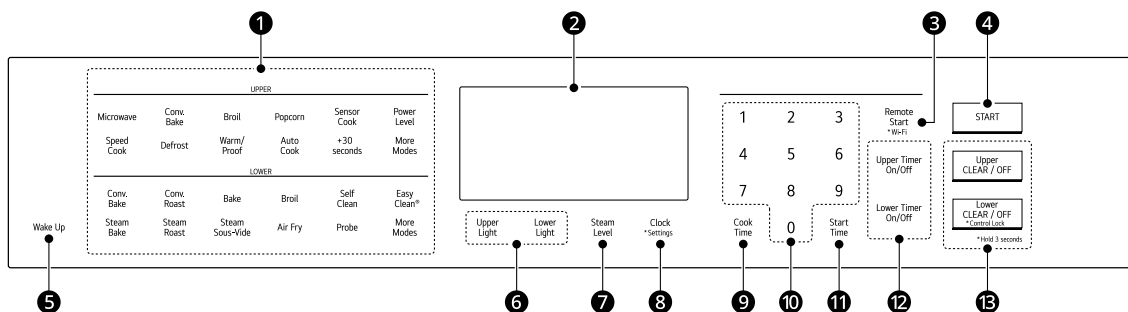 1
2
3
4
UPPER
Microwave
Conv.
Bake
Broil
Popcorn
Sensor
Cook
Power
Level
Speed
Cook
Defrost
Warm/
Proof
Auto
Cook
+30
seconds
More
Modes
LOWER
Conv.
Bake
Conv.
Roast
Bake
Broil
Self
Clean
Easy
Clean®
Steam
Bake
Steam
Roast
Steam
Sous-Vide
Air Fry
Probe
More
Modes
Wake Up
Upper
Light
Lower
Light
Steam
Level
Clock
*Settings
1 2 3
4 5 6
7 8 9
0
Cook
Time
Start
Time
Remote
Start
*Wi-Fi
Upper Timer
On/Off
Lower Timer
On/Off
START
Upper
CLEAR / OFF
Lower
CLEAR / OFF
*Control Lock
*Hold 3 seconds
5
6
7
8
9
10
11
12
13